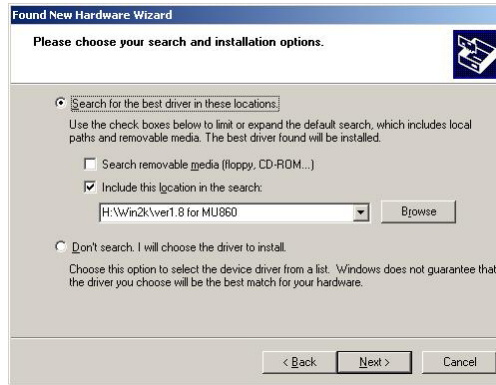 Found New Hardware Wizard
Please choose your search and installation options.
Search for the best driver in these locations.
Use the check boxes below to limit or expand the default search, which includes local
paths and removable media. The best driver found will be installed.
Search removable media (floppy, CD-ROM...)
Include this location in the search:
H:\Win2k\ver1.8 for MU860
Browse
Don't search. I will choose the driver to install.
Choose this option to select the device driver from a list. Windows does not guarantee that
the driver you choose will be the best match for your hardware.
< Back
Next >
Cancel